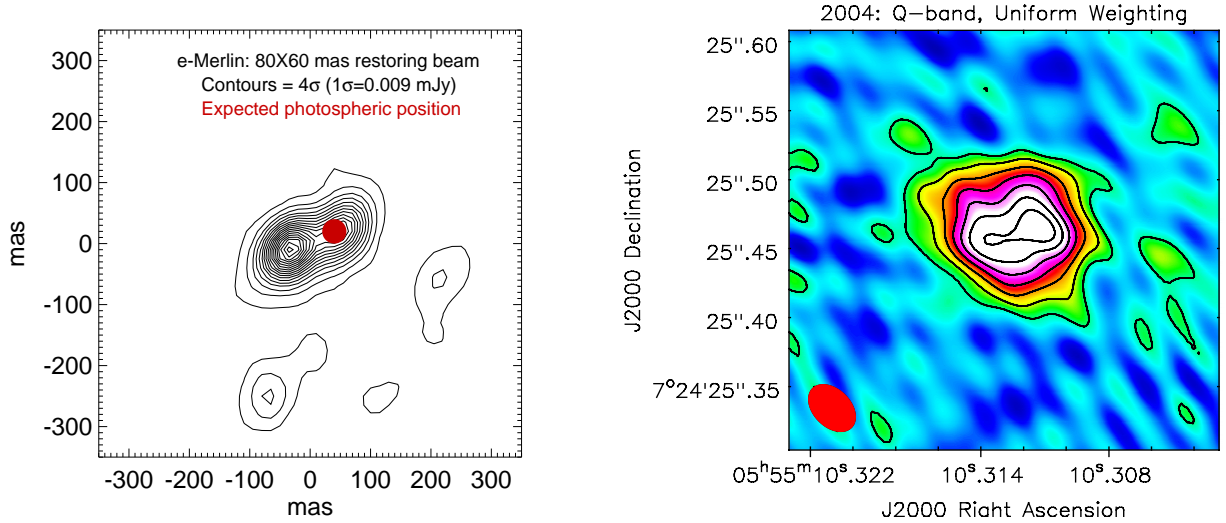 e-Merlin: 80X60 mas restoring beam
Contours = 4σ (1σ=0.009 mJy)
Expected photospheric position
300
200
100
0
-100
-200
-300
mas
-300 -200 -100 0 100 200 300
mas
2004: Q-band, Uniform Weighting
25".60
25".55
25".50
25".45
25".40
7°24'25".35
J2000 Declination
05ʰ55ᵐ10ˢ.322 10ˢ.314 10ˢ.308
J2000 Right Ascension